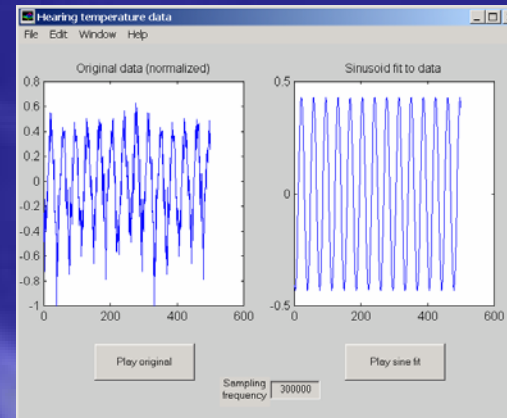 Hearing temperature data
File Edit Window Help
Original data (normalized)
0.8
0.6
0.4
0.2
0
-0.2
-0.4
-0.6
-0.8
-1
0 200 400 600
Sinusoid fit to data
0.5
0
-0.5
0 200 400 600
Play original
Play sine fit
Sampling
frequency
300000